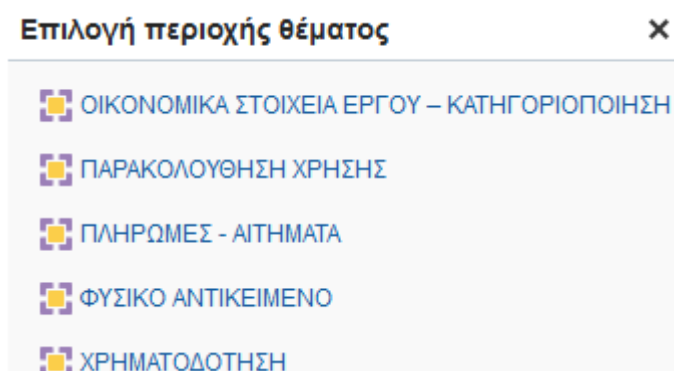 Επιλογή περιοχής θέματος
ΟΙΚΟΝΟΜΙΚΑ ΣΤΟΙΧΕΙΑ ΕΡΓΟΥ – ΚΑΤΗΓΟΡΙΟΠΟΙΗΣΗ
ΠΑΡΑΚΟΛΟΥΘΗΣΗ ΧΡΗΣΗΣ
ΠΛΗΡΩΜΕΣ - ΑΙΤΗΜΑΤΑ
ΦΥΣΙΚΟ ΑΝΤΙΚΕΙΜΕΝΟ
ΧΡΗΜΑΤΟΔΟΤΗΣΗ